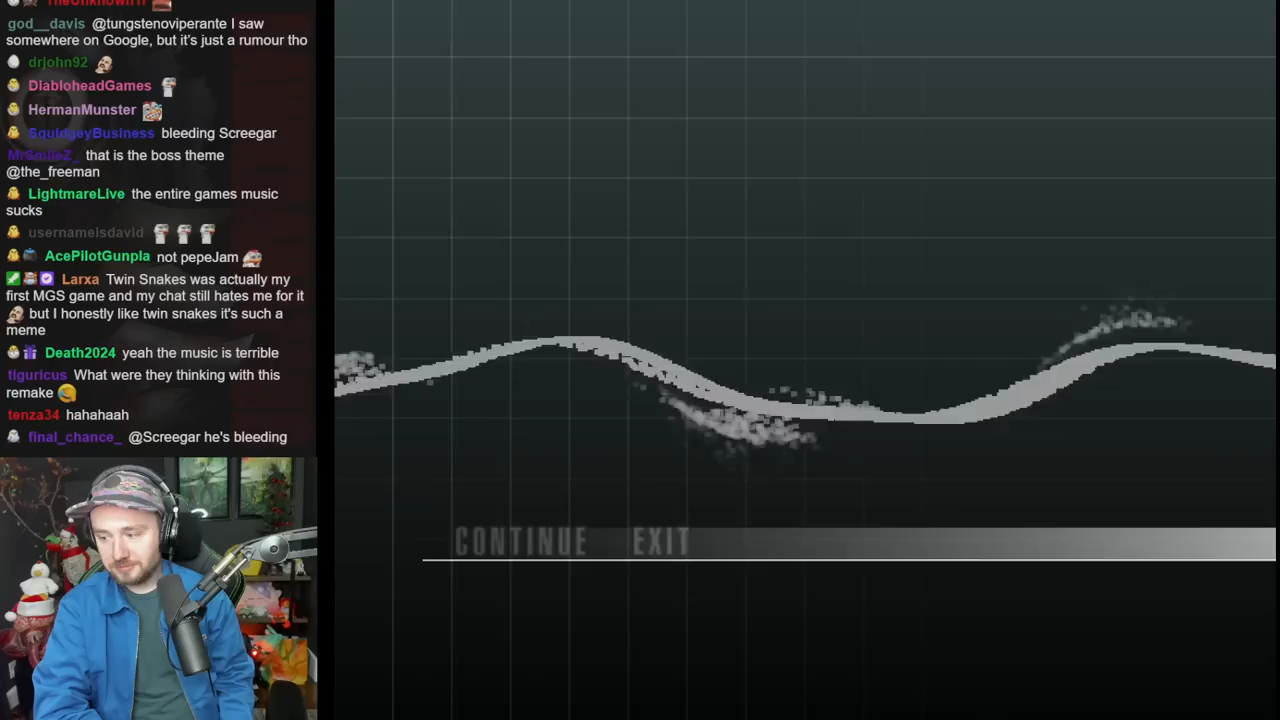 TheUnknown11
god__davis @tungstenoviperante I saw
somewhere on Google, but it's just a rumour tho
drjohn92
DiabloheadGames
HermanMunster
SquidgeyBusiness bleeding Screegar
MrSmileZ_ that is the boss theme
@the_freeman
LightmareLive the entire games music
sucks
usernameisdavid
AcePilotGunpla not pepeJam
Larxa Twin Snakes was actually my
first MGS game and my chat still hates me for it
but I honestly like twin snakes it's such a
meme
Death2024 yeah the music is terrible
tiguricus What were they thinking with this
remake
tenza34 hahahaah
final_chance_ @Screegar he's bleeding
CONTINUE EXIT